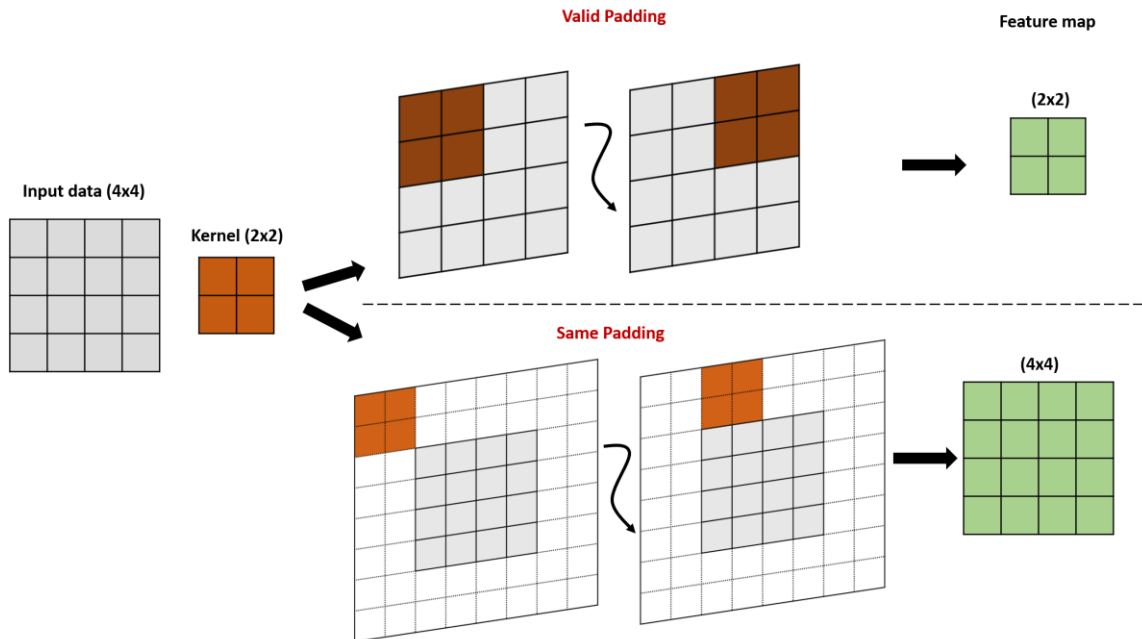 Valid Padding
Feature map
(2x2)
Input data (4x4)
Kernel (2x2)
Same Padding
(4x4)